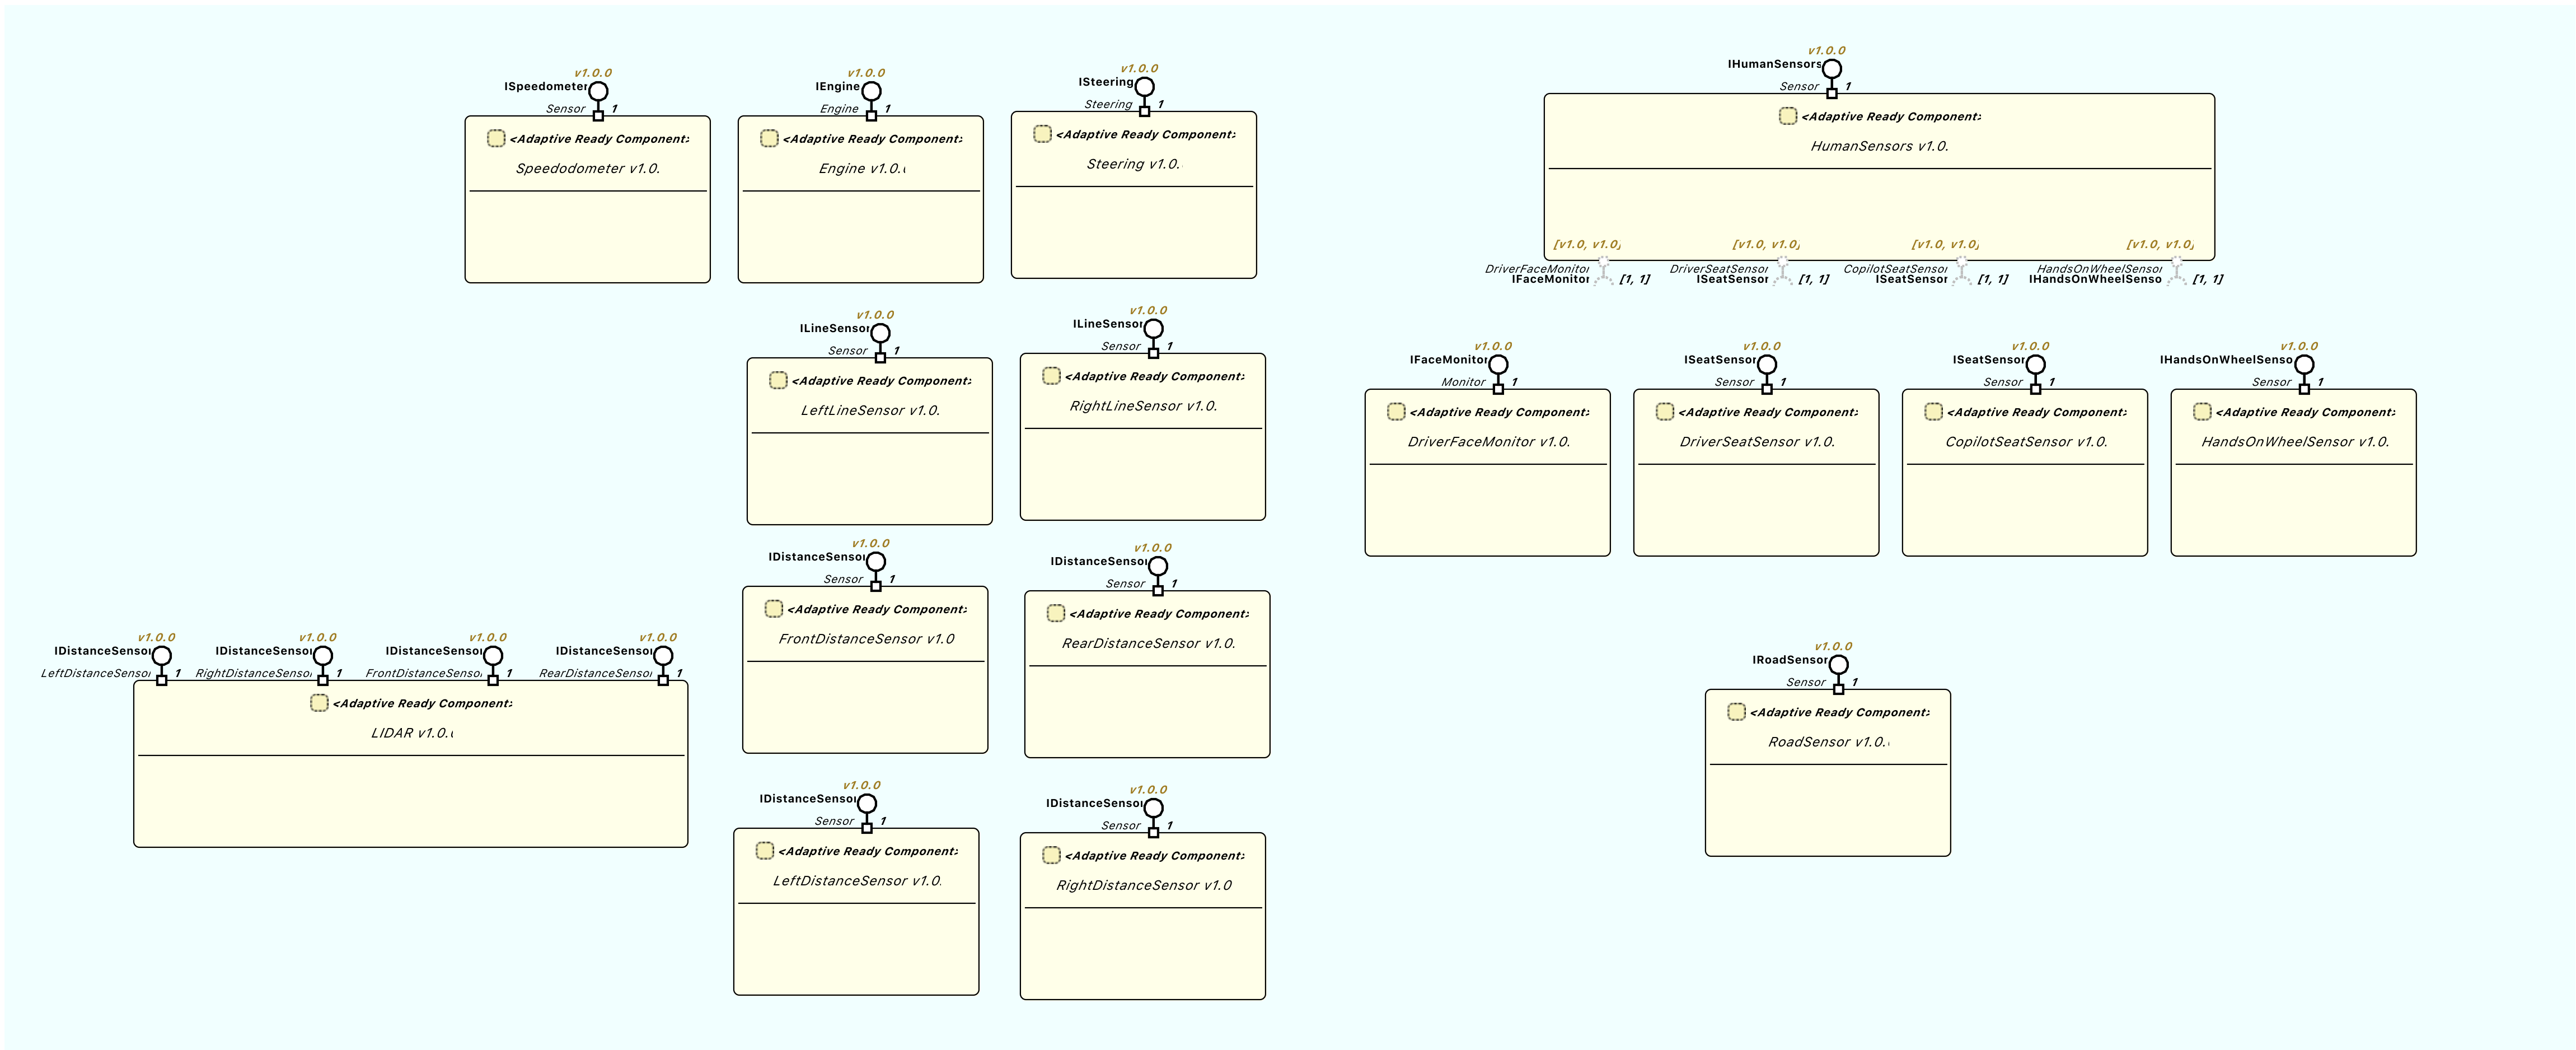 v1.0.0
ISpeedometer
Sensor 1
<Adaptive Ready Component>
Speedodometer v1.0.
v1.0.0
IEngine
Engine 1
<Adaptive Ready Component>
Engine v1.0.
v1.0.0
ISteering
Steering 1
<Adaptive Ready Component>
Steering v1.0.
v1.0.0
IHumanSensors
Sensor 1
<Adaptive Ready Component>
HumanSensors v1.0.
[v1.0, v1.0]
DriverFaceMonitor
IFaceMonitor [1, 1]
[v1.0, v1.0]
DriverSeatSensor
ISeatSensor [1, 1]
[v1.0, v1.0]
CopilotSeatSensor
ISeatSensor [1, 1]
[v1.0, v1.0]
HandsOnWheelSensor
IHandsOnWheelSenso [1, 1]
v1.0.0
ILineSensor
Sensor 1
<Adaptive Ready Component>
LeftLineSensor v1.0.
v1.0.0
ILineSensor
Sensor 1
<Adaptive Ready Component>
RightLineSensor v1.0.
v1.0.0
IFaceMonitor
Monitor 1
<Adaptive Ready Component>
DriverFaceMonitor v1.0.
v1.0.0
ISeatSensor
Sensor 1
<Adaptive Ready Component>
DriverSeatSensor v1.0.
v1.0.0
ISeatSensor
Sensor 1
<Adaptive Ready Component>
CopilotSeatSensor v1.0.
v1.0.0
IHandsOnWheelSenso
Sensor 1
<Adaptive Ready Component>
HandsOnWheelSensor v1.0.
v1.0.0
IDistanceSensor
Sensor 1
<Adaptive Ready Component>
FrontDistanceSensor v1.0
v1.0.0
IDistanceSensor
Sensor 1
<Adaptive Ready Component>
RearDistanceSensor v1.0.
v1.0.0
IDistanceSensor
LeftDistanceSensor 1
v1.0.0
IDistanceSensor
RightDistanceSensor 1
v1.0.0
IDistanceSensor
FrontDistanceSensor 1
v1.0.0
IDistanceSensor
RearDistanceSensor 1
<Adaptive Ready Component>
LIDAR v1.0.
v1.0.0
IRoadSensor
Sensor 1
<Adaptive Ready Component>
RoadSensor v1.0.
v1.0.0
IDistanceSensor
Sensor 1
<Adaptive Ready Component>
LeftDistanceSensor v1.0.
v1.0.0
IDistanceSensor
Sensor 1
<Adaptive Ready Component>
RightDistanceSensor v1.0